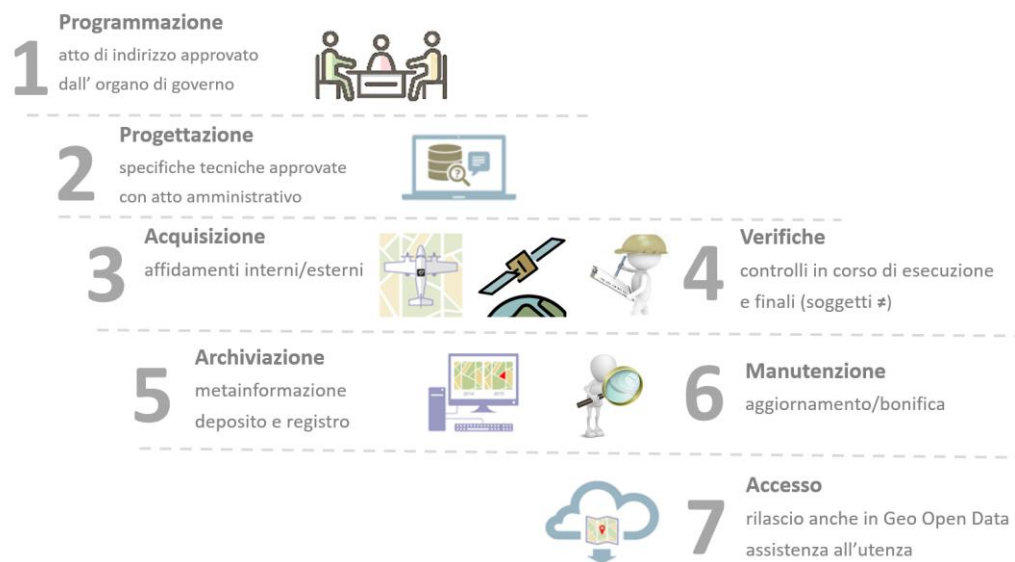 1
Programmazione
atto di indirizzo approvato
dall' organo di governo
2
Progettazione
specifiche tecniche approvate
con atto amministrativo
3
Acquisizione
affidamenti interni/esterni
4
Verifiche
controlli in corso di esecuzione
e finali (soggetti ≠)
5
Archiviazione
metainformazione
deposito e registro
6
Manutenzione
aggiornamento/bonifica
7
Accesso
rilascio anche in Geo Open Data
assistenza all'utenza